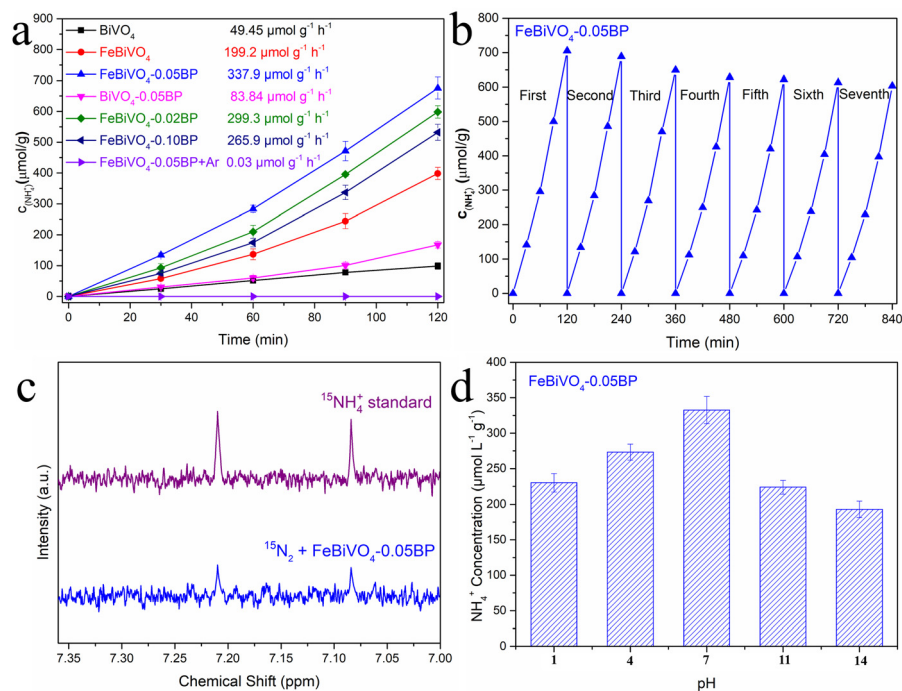 a
BiVO₄ 49.45 μmol g⁻¹ h⁻¹
FeBiVO₄ 199.2 μmol g⁻¹ h⁻¹
FeBiVO₄-0.05BP 337.9 μmol g⁻¹ h⁻¹
BiVO₄-0.05BP 83.84 μmol g⁻¹ h⁻¹
FeBiVO₄-0.02BP 299.3 μmol g⁻¹ h⁻¹
FeBiVO₄-0.10BP 265.9 μmol g⁻¹ h⁻¹
FeBiVO₄-0.05BP+Ar 0.03 μmol g⁻¹ h⁻¹
900
800
700
600
500
400
300
200
100
0
c(NH₄⁺)(μmol/g)
0 20 40 60 80 100 120
Time (min)
b
FeBiVO₄-0.05BP
800
700
600
500
400
300
200
100
0
c(NH₄⁺) (μmol/g)
First Second Third Fourth Fifth Sixth Seventh
0 120 240 360 480 600 720 840
Time (min)
c
¹⁵NH₄⁺ standard
¹⁵N₂ + FeBiVO₄-0.05BP
Intensity (a.u.)
7.35 7.30 7.25 7.20 7.15 7.10 7.05 7.00
Chemical Shift (ppm)
d
FeBiVO₄-0.05BP
400
350
300
250
200
150
100
50
0
NH₄⁺ Concentration (μmol L⁻¹ g⁻¹)
1 4 7 11 14
pH